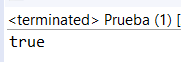 <terminated> Prueba (1) [
true